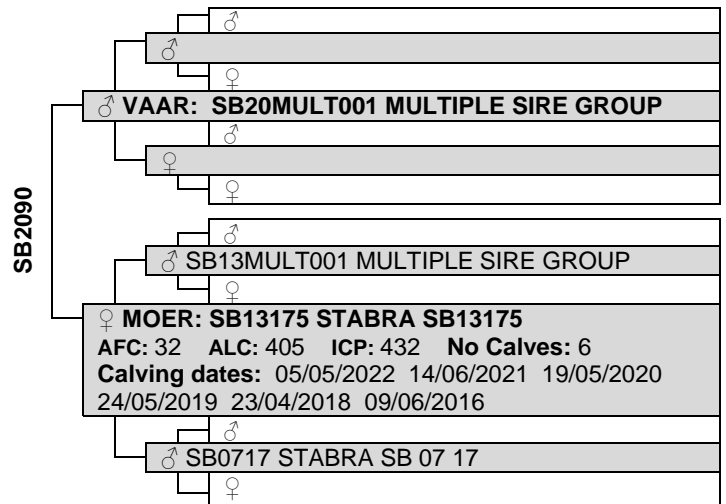 ♂
♂
♀
♂ VAAR: SB20MULT001 MULTIPLE SIRE GROUP
♂
♀
♀
SB2090
♂
♂ SB13MULT001 MULTIPLE SIRE GROUP
♀
♀ MOER: SB13175 STABRA SB13175
AFC: 32 ALC: 405 ICP: 432 No Calves: 6
Calving dates: 05/05/2022 14/06/2021 19/05/2020
24/05/2019 23/04/2018 09/06/2016
♂
♂ SB0717 STABRA SB 07 17
♀